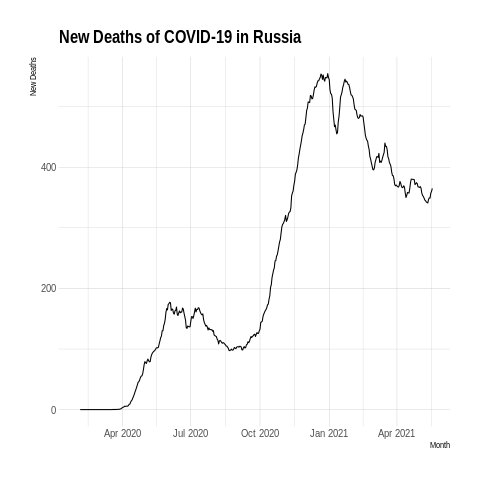 New Deaths of COVID-19 in Russia
New Deaths
400
200
0
Apr 2020 Jul 2020 Oct 2020 Jan 2021 Apr 2021
Month